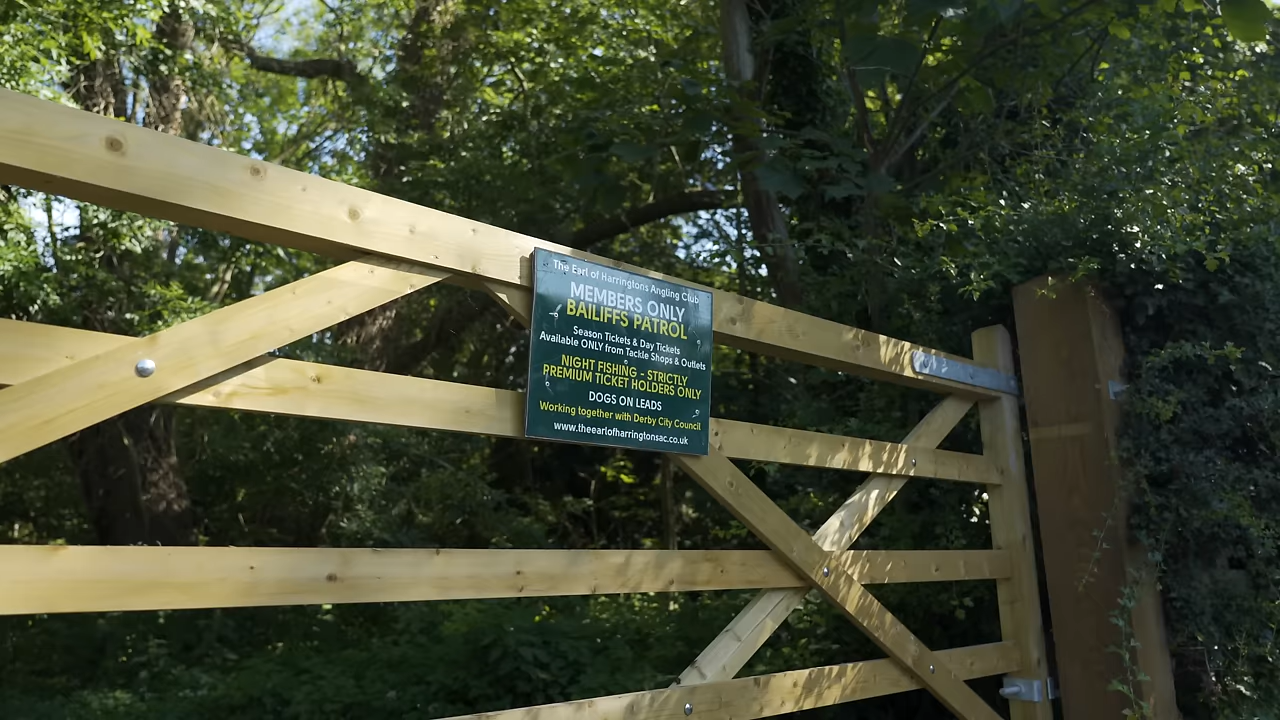 The Earl of Harringtons Angling Club
MEMBERS ONLY
BAILIFFS PATROL
Season Tickets & Day Tickets
Available ONLY from Tackle Shops & Outlets
NIGHT FISHING - STRICTLY
PREMIUM TICKET HOLDERS ONLY
DOGS ON LEADS
Working together with Derby City Council
www.theearlofharringtonsac.co.uk